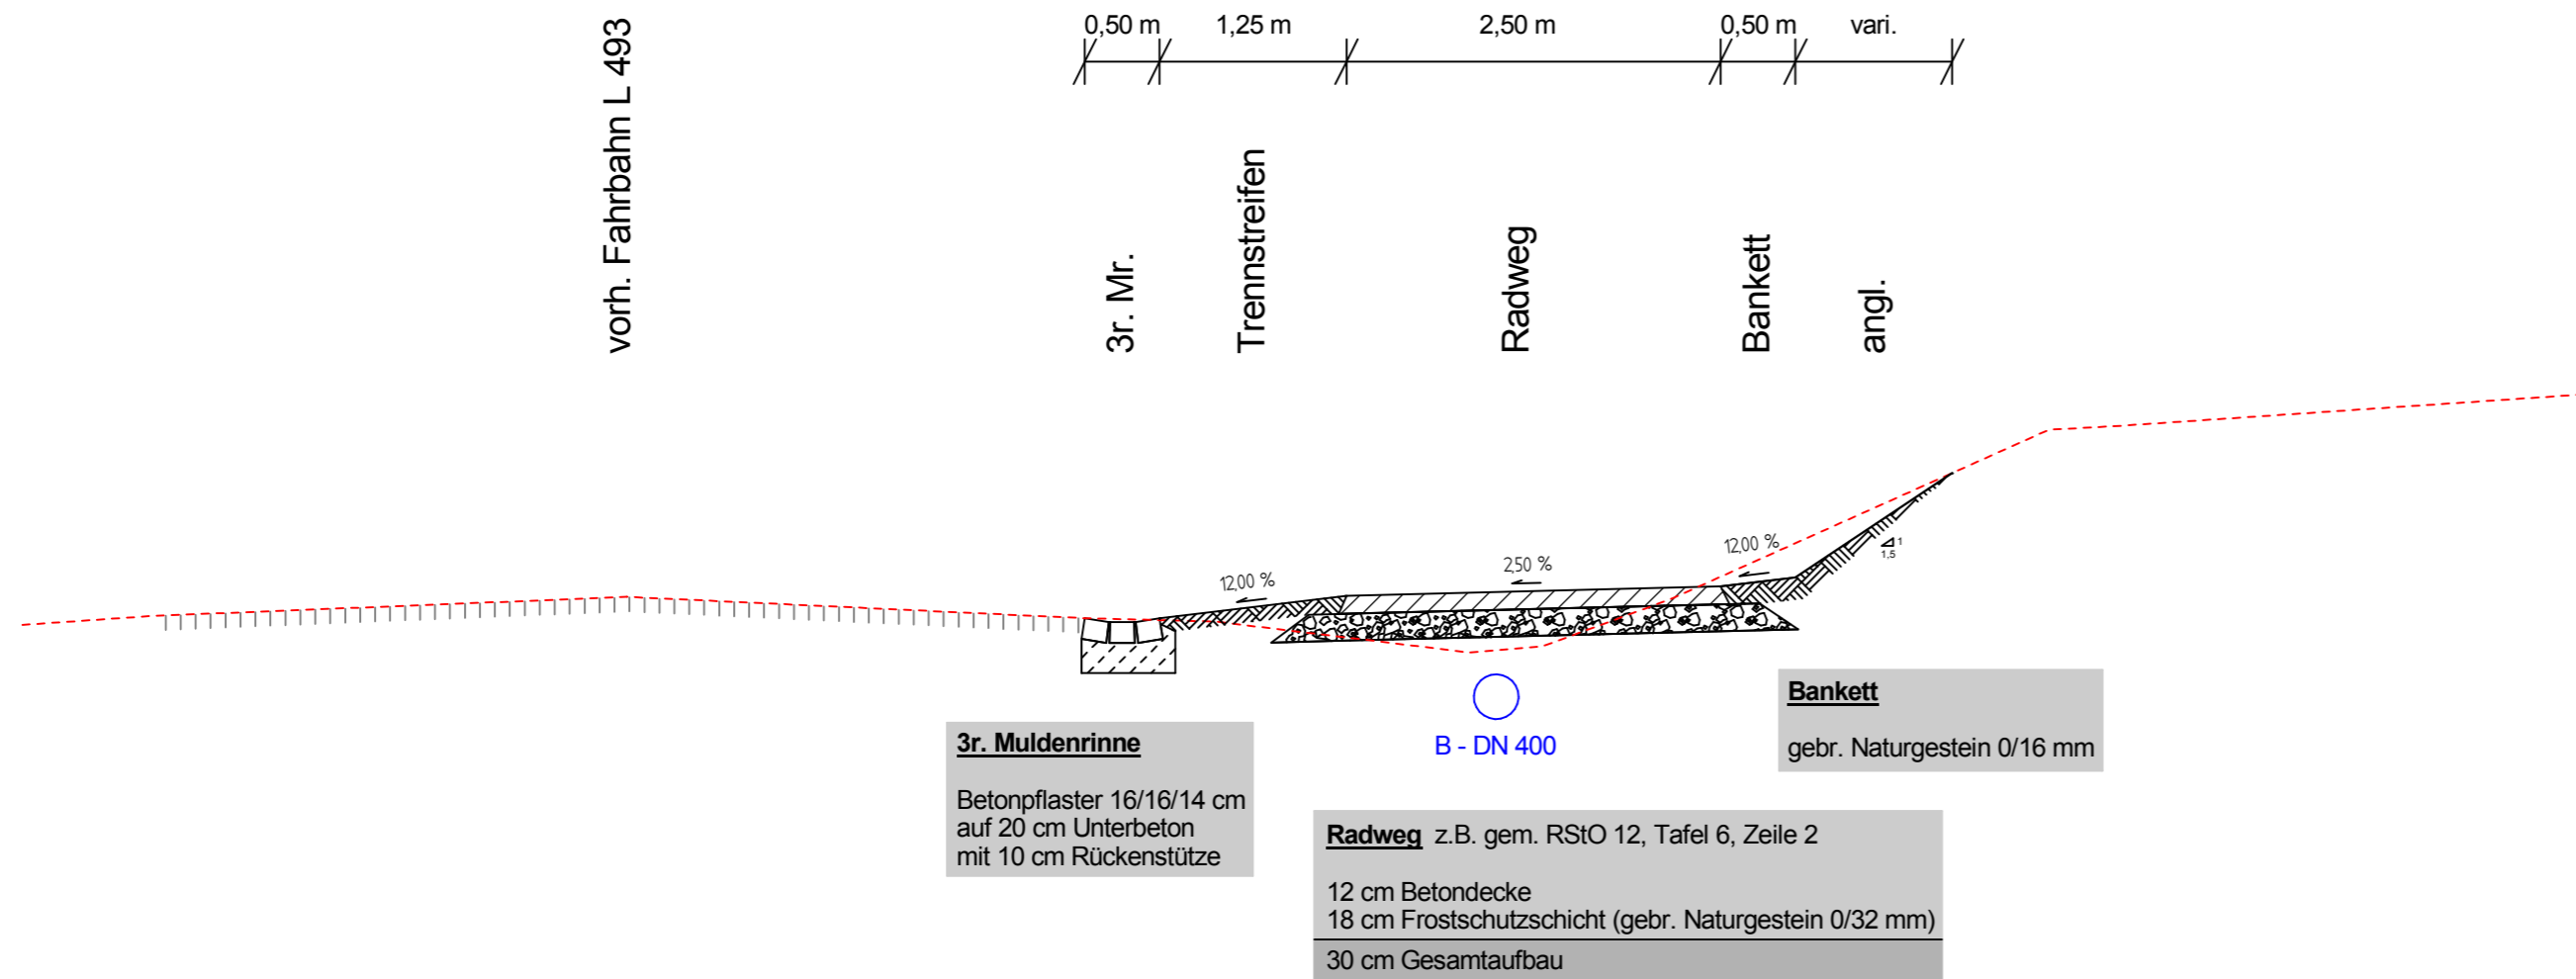 0,50 m 1,25 m 2,50 m 0,50 m vari.
vorh. Fahrbahn L 493
3r. Mr.
Trennstreifen
Radweg
Bankett
angl.
12,00 %
2,50 %
12,00 %
1
1,5
B - DN 400
3r. Muldenrinne
Betonpflaster 16/16/14 cm
auf 20 cm Unterbeton
mit 10 cm Rückenstütze
Bankett
gebr. Naturgestein 0/16 mm
Radweg z.B. gem. RStO 12, Tafel 6, Zeile 2
12 cm Betondecke
18 cm Frostschutzschicht (gebr. Naturgestein 0/32 mm)
30 cm Gesamtaufbau